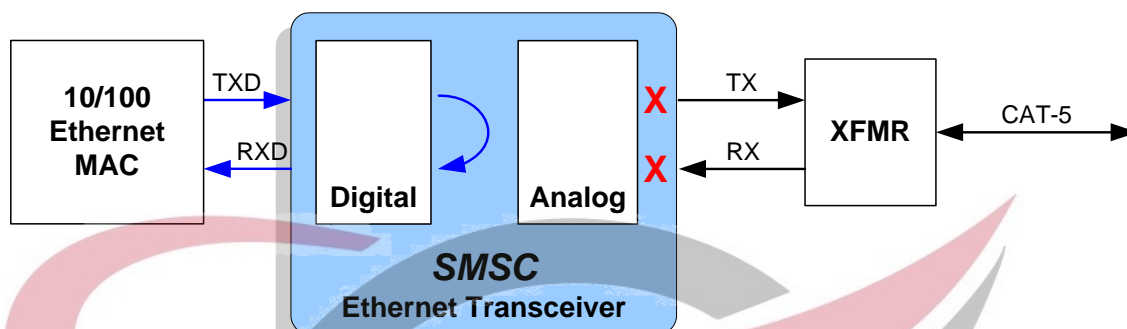 10/100
Ethernet
MAC
TXD
RXD
Digital
Analog
X
X
SMSC
Ethernet Transceiver
TX
RX
XFMR
CAT-5